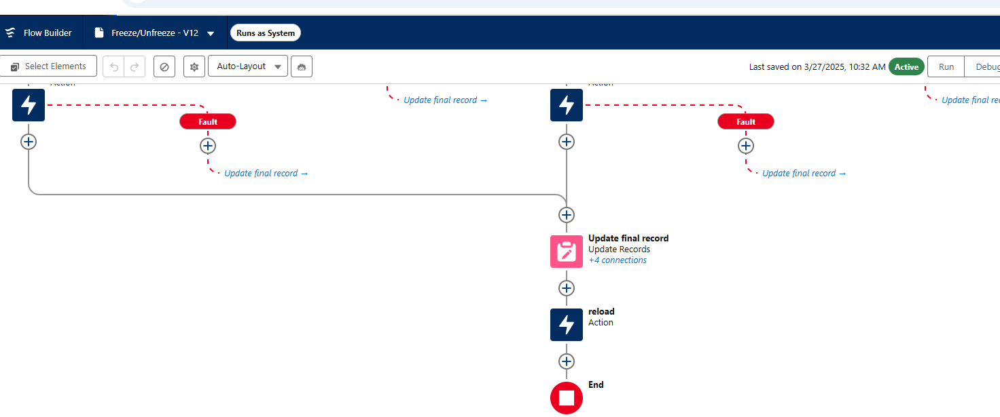 Flow Builder
Freeze/Unfreeze - V12
Runs as System
Select Elements
Auto-Layout
Last saved on 3/27/2025, 10:32 AM
Active
Run
Debug
Action
Action
Update final record →
Update final rec
Fault
Fault
Update final record →
Update final record →
Update final record
Update Records
+4 connections
reload
Action
End